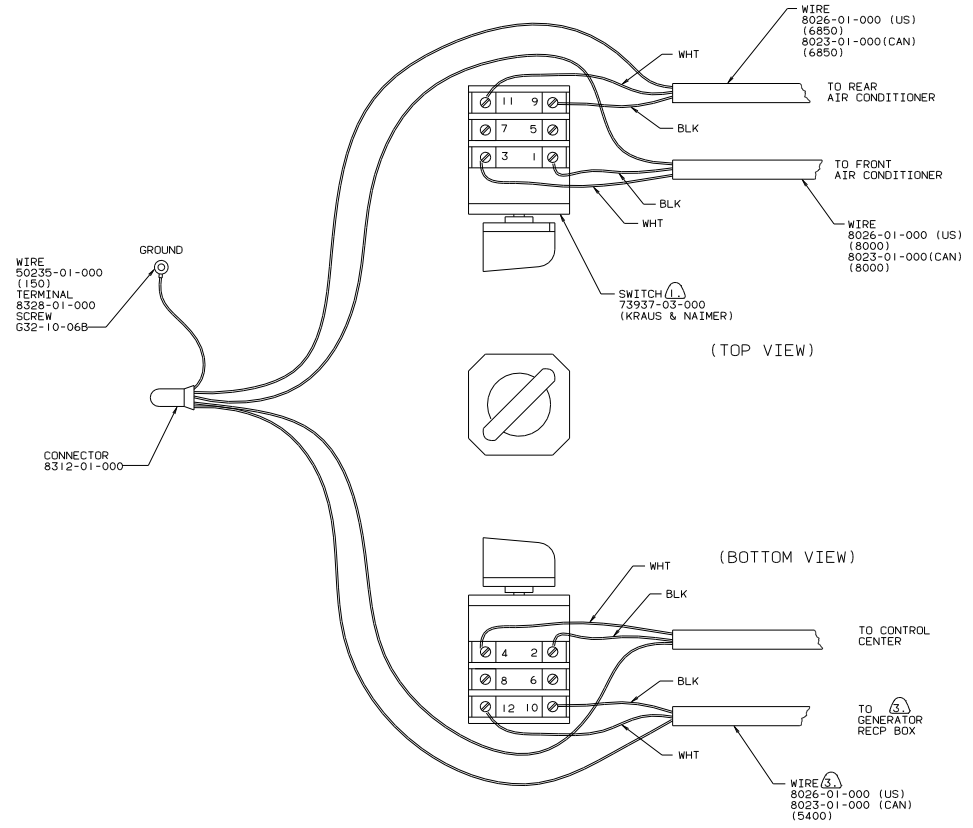 WIRE
8026-01-000 (US)
(6850)
8023-01-000(CAN)
(6850)
WHT
TO REAR
AIR CONDITIONER
11 9
7 5
3 1
BLK
TO FRONT
AIR CONDITIONER
BLK
WHT
WIRE
8026-01-000 (US)
(8000)
8023-01-000(CAN)
(8000)
GROUND
WIRE
50235-01-000
(150)
TERMINAL
8328-01-000
SCREW
G32-10-06B
SWITCH 1.
73937-03-000
(KRAUS & NAIMER)
(TOP VIEW)
CONNECTOR
8312-01-000
(BOTTOM VIEW)
WHT
BLK
4 2
8 6
12 10
TO CONTROL
CENTER
BLK
TO 3.
GENERATOR
RECP BOX
WHT
WIRE 3.
8026-01-000 (US)
8023-01-000 (CAN)
(5400)